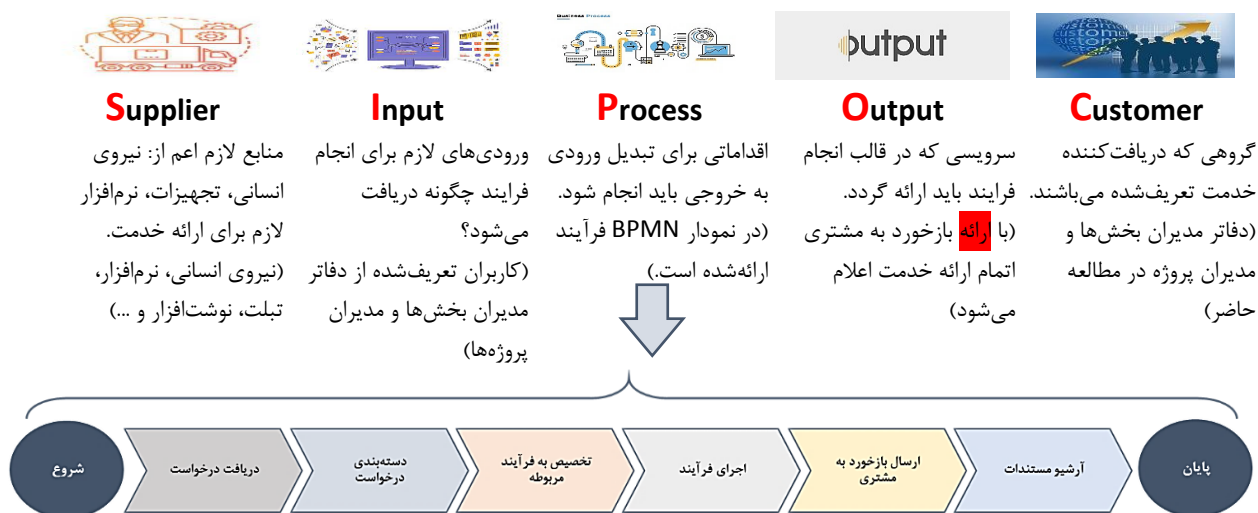 Business Process
output
Supplier
Input
Process
Output
Customer
منابع لازم اعم از: نیروی
انسانی، تجهیزات، نرم‌افزار
لازم برای ارائه خدمت.
(نیروی انسانی، نرم‌افزار،
تبلت، نوشت‌افزار و ...)
ورودی‌های لازم برای انجام
فرایند چگونه دریافت
می‌شود؟
(کاربران تعریف‌شده از دفاتر
مدیران بخش‌ها و مدیران
پروژه‌ها)
اقداماتی برای تبدیل ورودی
به خروجی باید انجام شود.
(در نمودار BPMN فرآیند
ارائه‌شده است.)
سرویسی که در قالب انجام
فرایند باید ارائه گردد.
(با ارائه بازخورد به مشتری
اتمام ارائه خدمت اعلام
می‌شود)
گروهی که دریافت‌کننده
خدمت تعریف‌شده می‌باشند.
(دفاتر مدیران بخش‌ها و
مدیران پروژه در مطالعه
حاضر)
شروع
دریافت درخواست
دسته‌بندی
درخواست
تخصیص به فرآیند
مربوطه
اجرای فرآیند
ارسال بازخورد به
مشتری
آرشیو مستندات
پایان